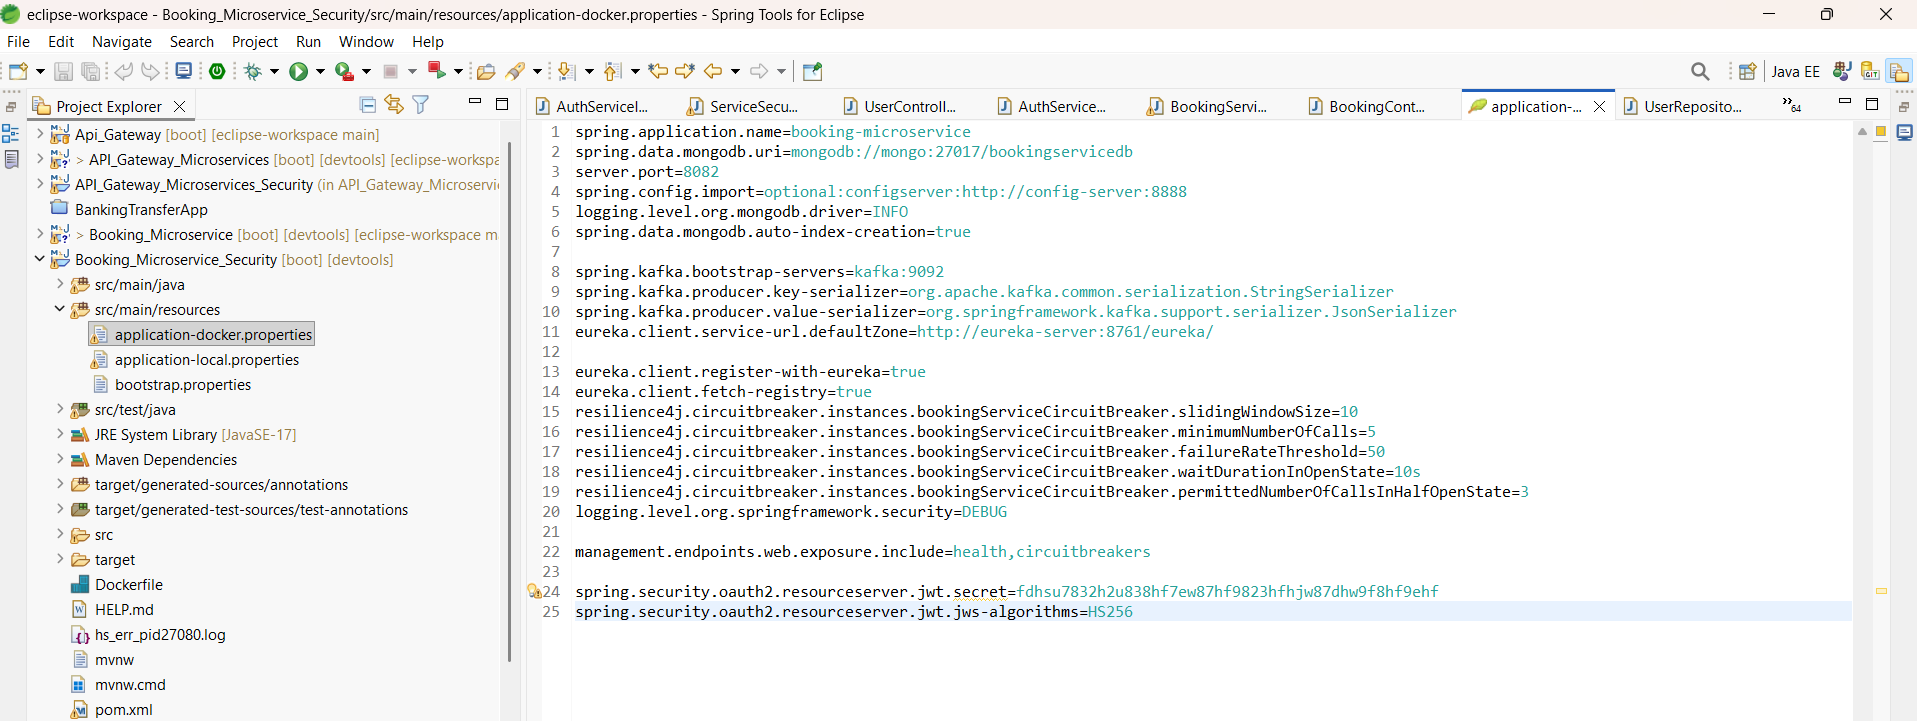 eclipse-workspace - Booking_Microservice_Security/src/main/resources/application-docker.properties - Spring Tools for Eclipse
File Edit Navigate Search Project Run Window Help
Java EE
Project Explorer
Api_Gateway [boot] [eclipse-workspace main]
> API_Gateway_Microservices [boot] [devtools] [eclipse-workspa
API_Gateway_Microservices_Security (in API_Gateway_Microservi
BankingTransferApp
> Booking_Microservice [boot] [devtools] [eclipse-workspace m
Booking_Microservice_Security [boot] [devtools]
src/main/java
src/main/resources
application-docker.properties
application-local.properties
bootstrap.properties
src/test/java
JRE System Library [JavaSE-17]
Maven Dependencies
target/generated-sources/annotations
target/generated-test-sources/test-annotations
src
target
Dockerfile
HELP.md
hs_err_pid27080.log
mvnw
mvnw.cmd
pom.xml
AuthServiceI... ServiceSecu... UserControll... AuthService... BookingServi... BookingCont... application-... UserReposito... »64
1 spring.application.name=booking-microservice
2 spring.data.mongodb.uri=mongodb://mongo:27017/bookingservicedb
3 server.port=8082
4 spring.config.import=optional:configserver:http://config-server:8888
5 logging.level.org.mongodb.driver=INFO
6 spring.data.mongodb.auto-index-creation=true
7
8 spring.kafka.bootstrap-servers=kafka:9092
9 spring.kafka.producer.key-serializer=org.apache.kafka.common.serialization.StringSerializer
10 spring.kafka.producer.value-serializer=org.springframework.kafka.support.serializer.JsonSerializer
11 eureka.client.service-url.defaultZone=http://eureka-server:8761/eureka/
12
13 eureka.client.register-with-eureka=true
14 eureka.client.fetch-registry=true
15 resilience4j.circuitbreaker.instances.bookingServiceCircuitBreaker.slidingWindowSize=10
16 resilience4j.circuitbreaker.instances.bookingServiceCircuitBreaker.minimumNumberOfCalls=5
17 resilience4j.circuitbreaker.instances.bookingServiceCircuitBreaker.failureRateThreshold=50
18 resilience4j.circuitbreaker.instances.bookingServiceCircuitBreaker.waitDurationInOpenState=10s
19 resilience4j.circuitbreaker.instances.bookingServiceCircuitBreaker.permittedNumberOfCallsInHalfOpenState=3
20 logging.level.org.springframework.security=DEBUG
21
22 management.endpoints.web.exposure.include=health,circuitbreakers
23
24 spring.security.oauth2.resourceserver.jwt.secret=fdhsu7832h2u838hf7ew87hf9823hfhjw87dhw9f8hf9ehf
25 spring.security.oauth2.resourceserver.jwt.jws-algorithms=HS256